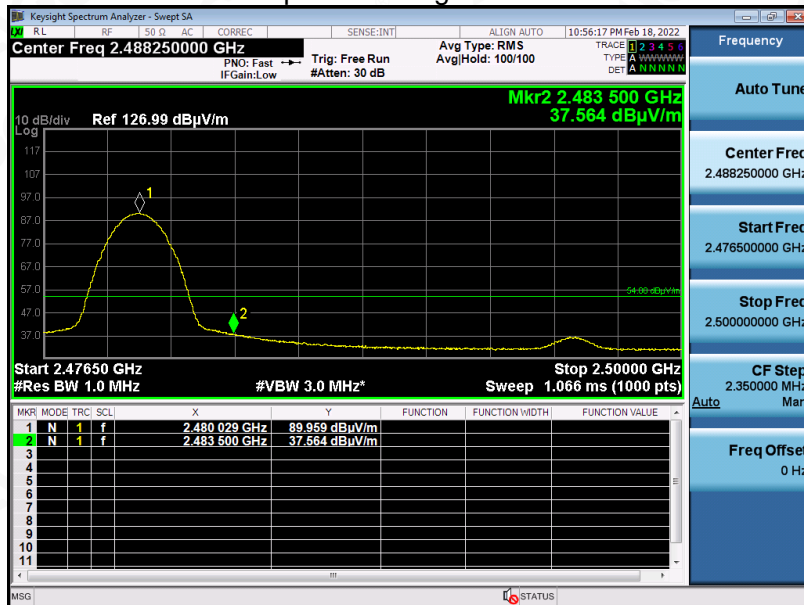 Keysight Spectrum Analyzer - Swept SA
RL RF 50 Ω AC CORREC SENSE:INT ALIGN AUTO 10:56:17 PM Feb 18, 2022
Center Freq 2.488250000 GHz
PNO: Fast
IFGain:Low
Trig: Free Run
#Atten: 30 dB
Avg Type: RMS
Avg|Hold: 100/100
TRACE 1 2 3 4 5 6
TYPE A WWWWW
DET A N N N N N
Mkr2 2.483 500 GHz
37.564 dBµV/m
10 dB/div Ref 126.99 dBµV/m
Log
117
107
97.0
87.0
77.0
67.0
57.0
47.0
37.0
1
2
54.00 dBµV/m
Start 2.47650 GHz Stop 2.50000 GHz
#Res BW 1.0 MHz #VBW 3.0 MHz* Sweep 1.066 ms (1000 pts)
MKR MODE TRC SCL X Y FUNCTION FUNCTION WIDTH FUNCTION VALUE
1 N 1 f 2.480 029 GHz 89.959 dBµV/m
2 N 1 f 2.483 500 GHz 37.564 dBµV/m
3
4
5
6
7
8
9
10
11
MSG STATUS
Frequency
Auto Tune
Center Freq
2.488250000 GHz
Start Freq
2.476500000 GHz
Stop Freq
2.500000000 GHz
CF Step
2.350000 MHz
Auto Man
Freq Offset
0 Hz